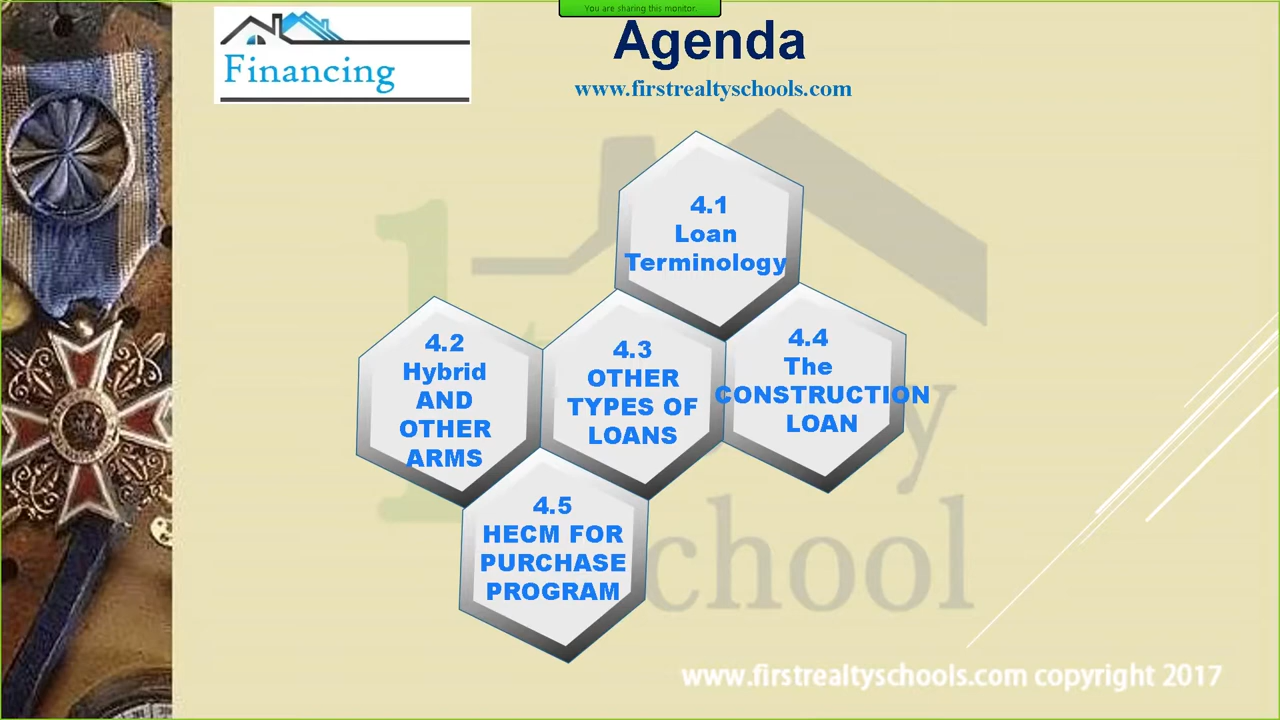 You are sharing this monitor.
Financing
Agenda
www.firstrealtyschools.com
4.1
Loan
Terminology
4.2
Hybrid
AND
OTHER
ARMS
4.3
OTHER
TYPES OF
LOANS
4.4
The
CONSTRUCTION
LOAN
4.5
HECM FOR
PURCHASE
PROGRAM
School
www.firstrealtyschools.com copyright 2017